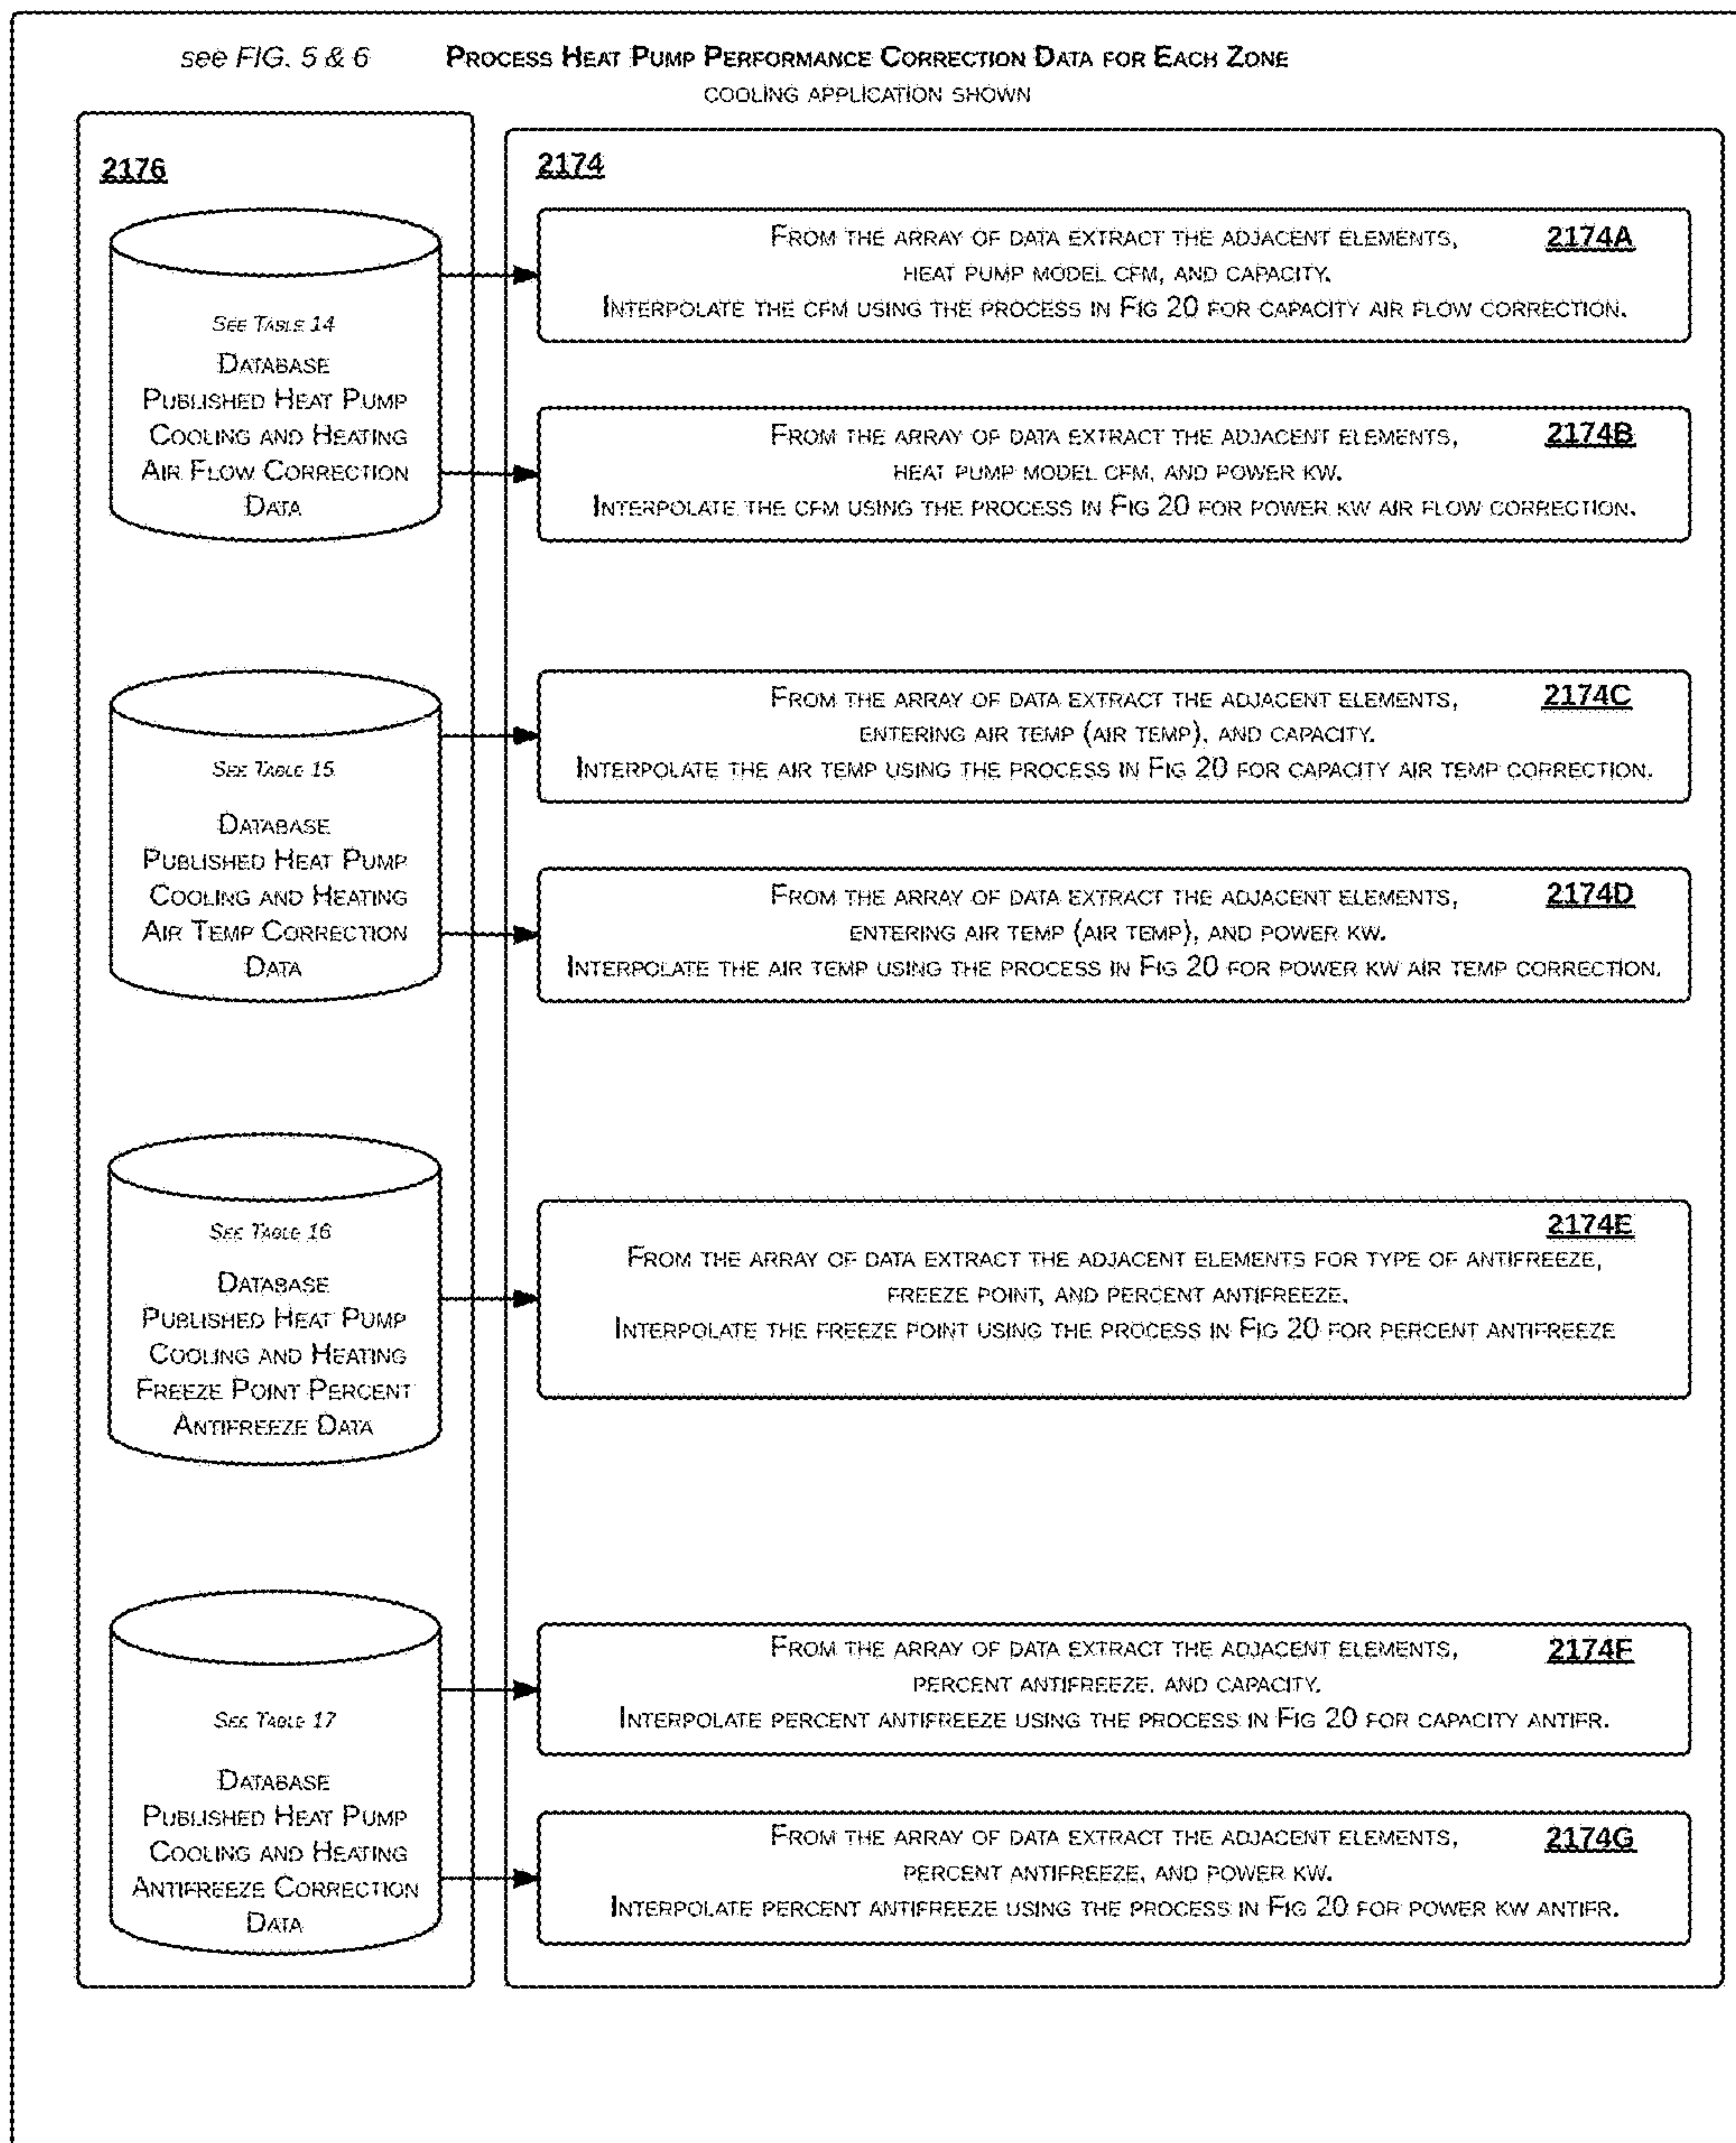 see FIG. 5 & 6 PROCESS HEAT PUMP PERFORMANCE CORRECTION DATA FOR EACH ZONE
COOLING APPLICATION SHOWN
2176
SEE TABLE 14
DATABASE
PUBLISHED HEAT PUMP
COOLING AND HEATING
AIR FLOW CORRECTION
DATA
SEE TABLE 15
DATABASE
PUBLISHED HEAT PUMP
COOLING AND HEATING
AIR TEMP CORRECTION
DATA
SEE TABLE 16
DATABASE
PUBLISHED HEAT PUMP
COOLING AND HEATING
FREEZE POINT PERCENT
ANTIFREEZE DATA
SEE TABLE 17
DATABASE
PUBLISHED HEAT PUMP
COOLING AND HEATING
ANTIFREEZE CORRECTION
DATA
2174
FROM THE ARRAY OF DATA EXTRACT THE ADJACENT ELEMENTS, 2174A
HEAT PUMP MODEL CFM, AND CAPACITY.
INTERPOLATE THE CFM USING THE PROCESS IN FIG 20 FOR CAPACITY AIR FLOW CORRECTION.
FROM THE ARRAY OF DATA EXTRACT THE ADJACENT ELEMENTS, 2174B
HEAT PUMP MODEL CFM, AND POWER KW.
INTERPOLATE THE CFM USING THE PROCESS IN FIG 20 FOR POWER KW AIR FLOW CORRECTION.
FROM THE ARRAY OF DATA EXTRACT THE ADJACENT ELEMENTS, 2174C
ENTERING AIR TEMP (AIR TEMP), AND CAPACITY.
INTERPOLATE THE AIR TEMP USING THE PROCESS IN FIG 20 FOR CAPACITY AIR TEMP CORRECTION.
FROM THE ARRAY OF DATA EXTRACT THE ADJACENT ELEMENTS, 2174D
ENTERING AIR TEMP (AIR TEMP), AND POWER KW.
INTERPOLATE THE AIR TEMP USING THE PROCESS IN FIG 20 FOR POWER KW AIR TEMP CORRECTION.
2174E
FROM THE ARRAY OF DATA EXTRACT THE ADJACENT ELEMENTS FOR TYPE OF ANTIFREEZE,
FREEZE POINT, AND PERCENT ANTIFREEZE.
INTERPOLATE THE FREEZE POINT USING THE PROCESS IN FIG 20 FOR PERCENT ANTIFREEZE
FROM THE ARRAY OF DATA EXTRACT THE ADJACENT ELEMENTS, 2174F
PERCENT ANTIFREEZE, AND CAPACITY.
INTERPOLATE PERCENT ANTIFREEZE USING THE PROCESS IN FIG 20 FOR CAPACITY ANTIFR.
FROM THE ARRAY OF DATA EXTRACT THE ADJACENT ELEMENTS, 2174G
PERCENT ANTIFREEZE, AND POWER KW.
INTERPOLATE PERCENT ANTIFREEZE USING THE PROCESS IN FIG 20 FOR POWER KW ANTIFR.